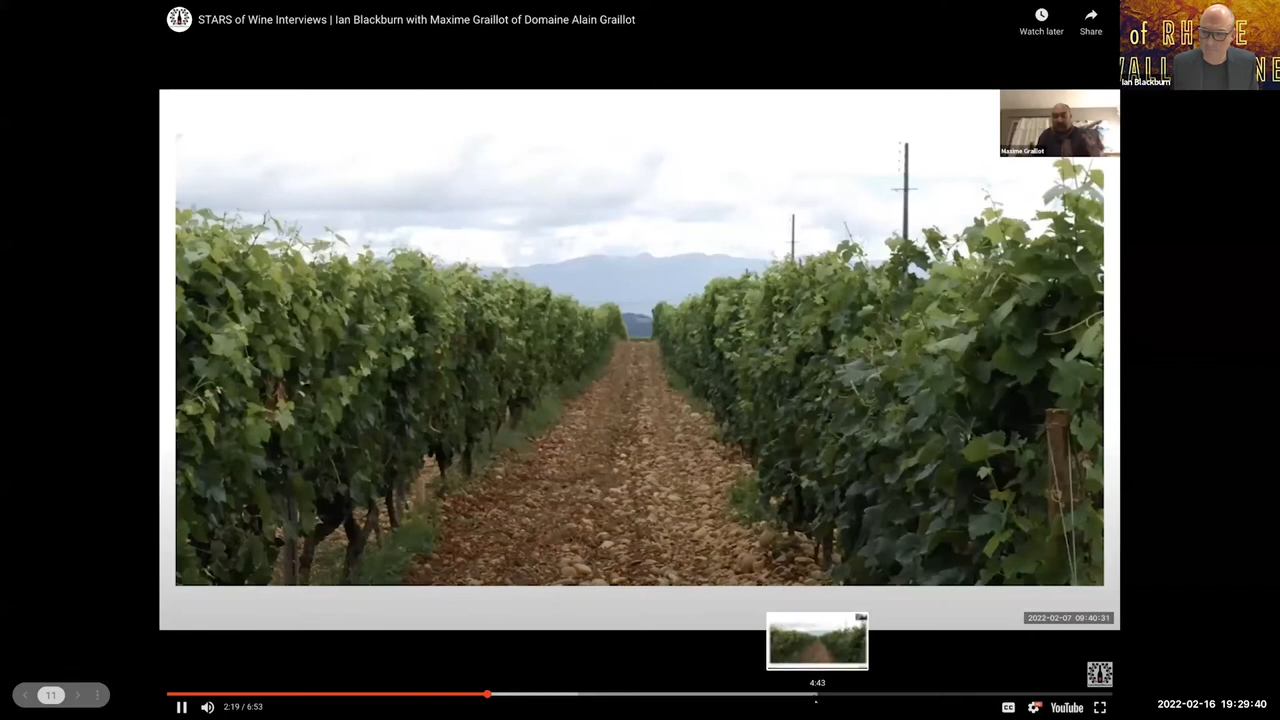 STARS of Wine Interviews | Ian Blackburn with Maxime Graillot of Domaine Alain Graillot
Watch later
Share
of RH E
VALL NE
Ian Blackburn
Maxime Graillot
2022-02-07 09:40:31
4:43
11
2:19 / 6:53
CC
YouTube
2022-02-16 19:29:40